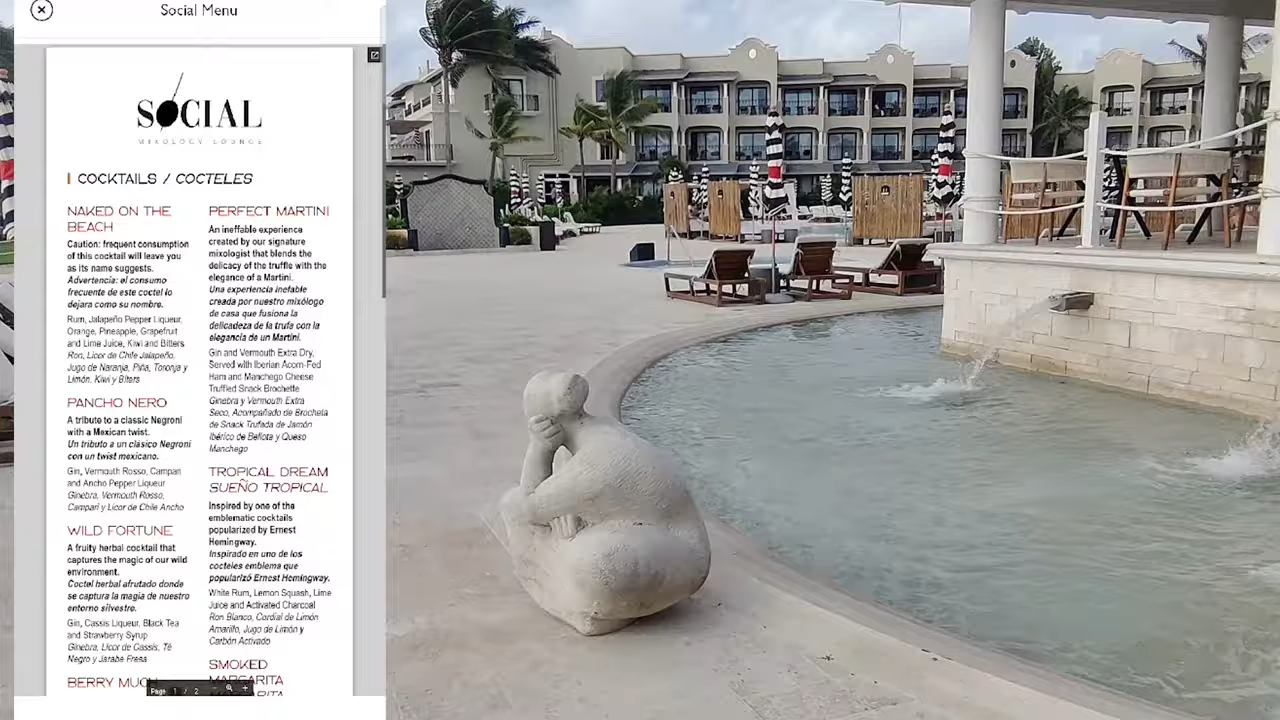 Social Menu
SOCIAL
MIXOLOGY LOUNGE
COCKTAILS / COCTELES
NAKED ON THE
BEACH
Caution: frequent consumption
of this cocktail will leave you
as its name suggests.
Advertencia: el consumo
frecuente de este coctel lo
dejara como su nombre.
Rum, Jalapeño Pepper Liqueur,
Orange, Pineapple, Grapefruit
and Lime Juice, Kiwi and Bitters
Ron, Licor de Chile Jalapeño,
Jugo de Naranja, Piña, Toronja y
Limón, Kiwi y Biters
PANCHO NERO
A tribute to a classic Negroni
with a Mexican twist.
Un tributo a un clásico Negroni
con un twist mexicano.
Gin, Vermouth Rosso, Campari
and Ancho Pepper Liqueur
Ginebra, Vermouth Rosso,
Campari y Licor de Chile Ancho
WILD FORTUNE
A fruity herbal cocktail that
captures the magic of our wild
environment.
Coctel herbal afrutado donde
se captura la magia de nuestro
entorno silvestre.
Gin, Cassis Liqueur, Black Tea
and Strawberry Syrup
Ginebra, Licor de Cassis, Té
Negro y Jarabe Fresa
BERRY MUCH
PERFECT MARTINI
An ineffable experience
created by our signature
mixologist that blends the
delicacy of the truffle with the
elegance of a Martini.
Una experiencia inefable
creada por nuestro mixólogo
de casa que fusiona la
delicadeza de la trufa con la
elegancia de un Martini.
Gin and Vermouth Extra Dry,
Served with Iberian Acorn-Fed
Ham and Manchego Cheese
Truffled Snack Brochette
Ginebra y Vermouth Extra
Seco, Acompañado de Brocheta
de Snack Trufada de Jamón
Ibérico de Bellota y Queso
Manchego
TROPICAL DREAM
SUEÑO TROPICAL
Inspired by one of the
emblematic cocktails
popularized by Ernest
Hemingway.
Inspirado en uno de los
cocteles emblema que
popularizó Ernest Hemingway.
White Rum, Lemon Squash, Lime
Juice and Activated Charcoal
Ron Blanco, Cordial de Limón
Amarillo, Jugo de Limón y
Carbón Activado
SMOKED
MARGARITA
MARGARITA
Page 1 / 2 − +